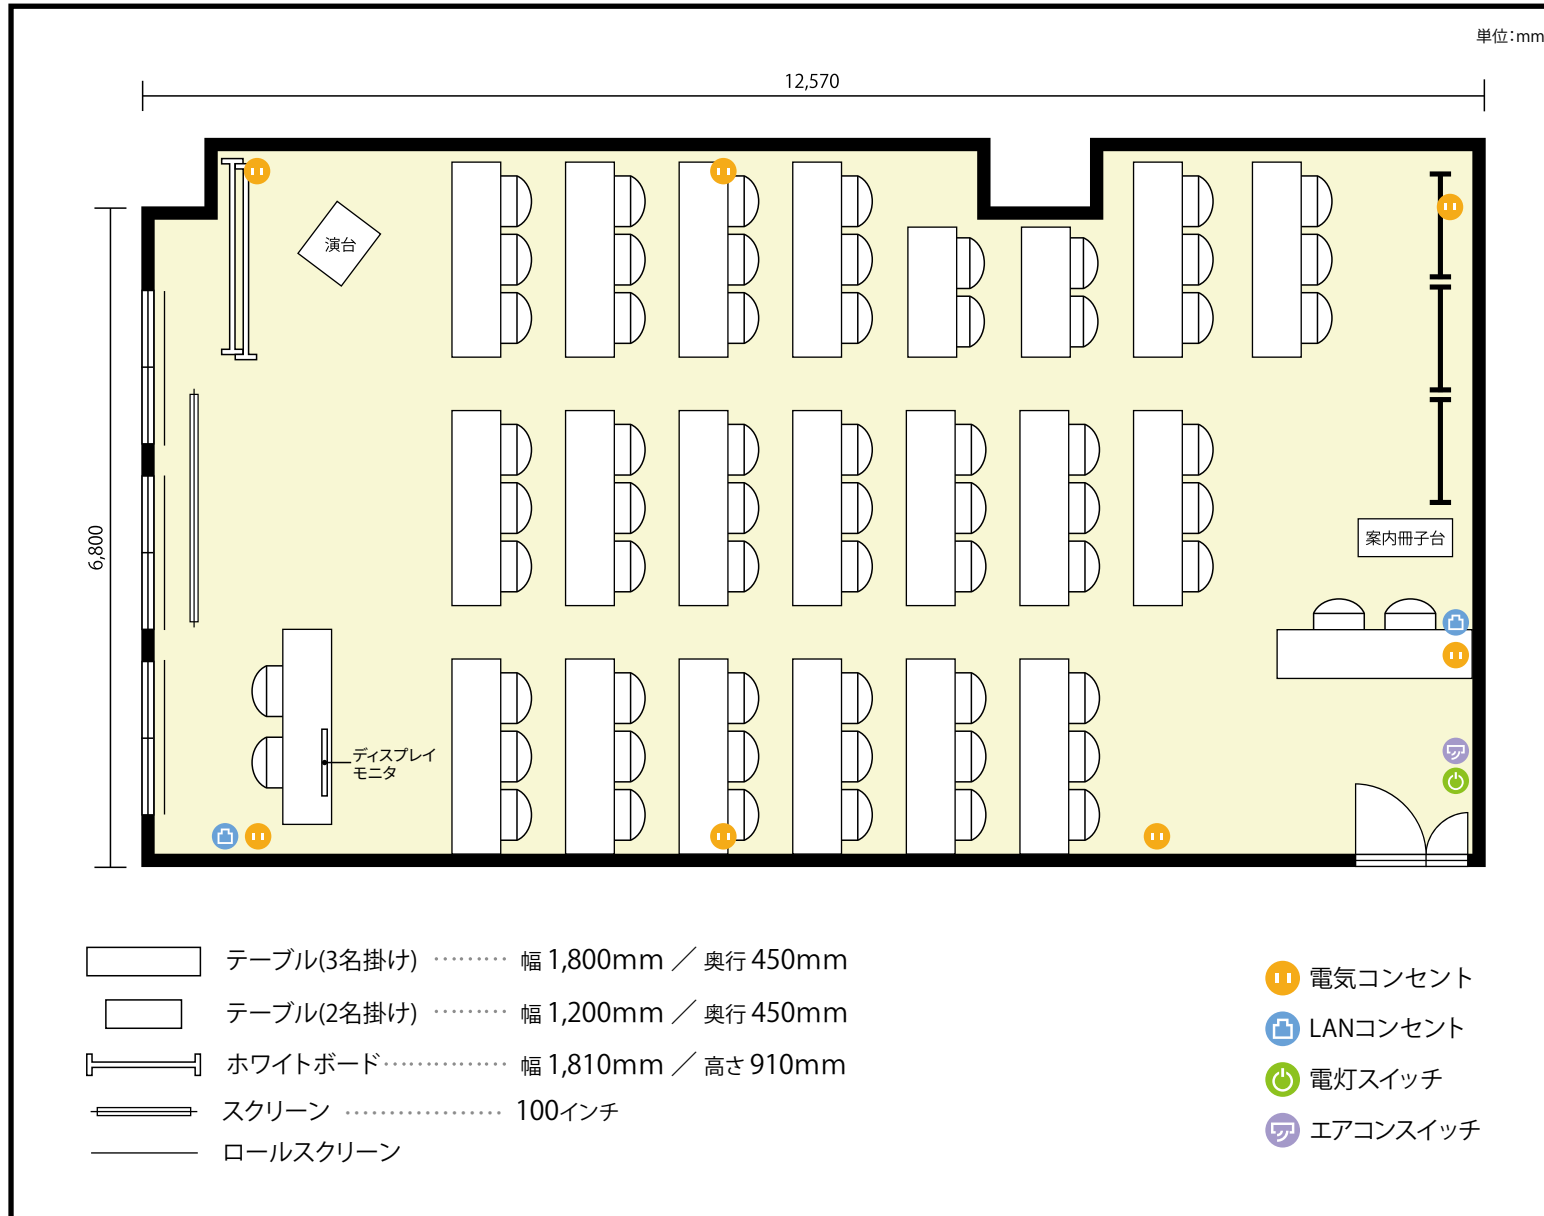 単位:mm
12,570
演台
6,800
案内冊子台
ディスプレイ
モニタ
テーブル(3名掛け) ········· 幅 1,800mm ／ 奥行 450mm
テーブル(2名掛け) ········· 幅 1,200mm ／ 奥行 450mm
ホワイトボード ··············· 幅 1,810mm ／ 高さ 910mm
スクリーン ·················· 100インチ
ロールスクリーン
電気コンセント
LANコンセント
電灯スイッチ
エアコンスイッチ